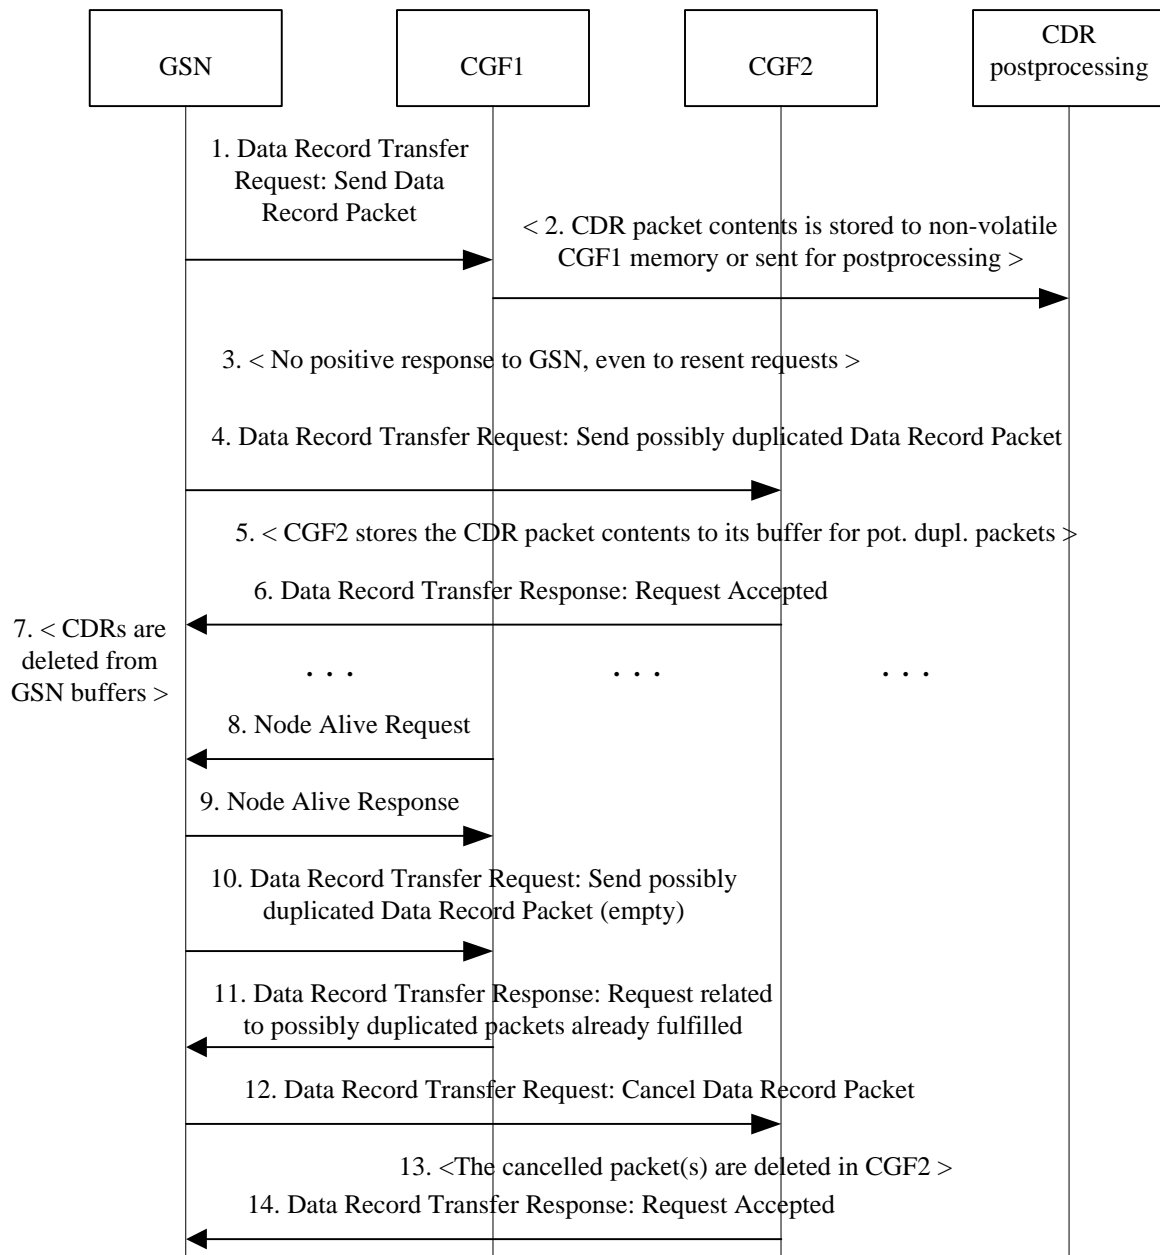 GSN
CGF1
CGF2
CDR
postprocessing
1. Data Record Transfer
Request: Send Data
Record Packet
< 2. CDR packet contents is stored to non-volatile
CGF1 memory or sent for postprocessing >
3. < No positive response to GSN, even to resent requests >
4. Data Record Transfer Request: Send possibly duplicated Data Record Packet
5. < CGF2 stores the CDR packet contents to its buffer for pot. dupl. packets >
6. Data Record Transfer Response: Request Accepted
7. < CDRs are
deleted from
GSN buffers >
. . .
. . .
. . .
8. Node Alive Request
9. Node Alive Response
10. Data Record Transfer Request: Send possibly
duplicated Data Record Packet (empty)
11. Data Record Transfer Response: Request related
to possibly duplicated packets already fulfilled
12. Data Record Transfer Request: Cancel Data Record Packet
13. <The cancelled packet(s) are deleted in CGF2 >
14. Data Record Transfer Response: Request Accepted